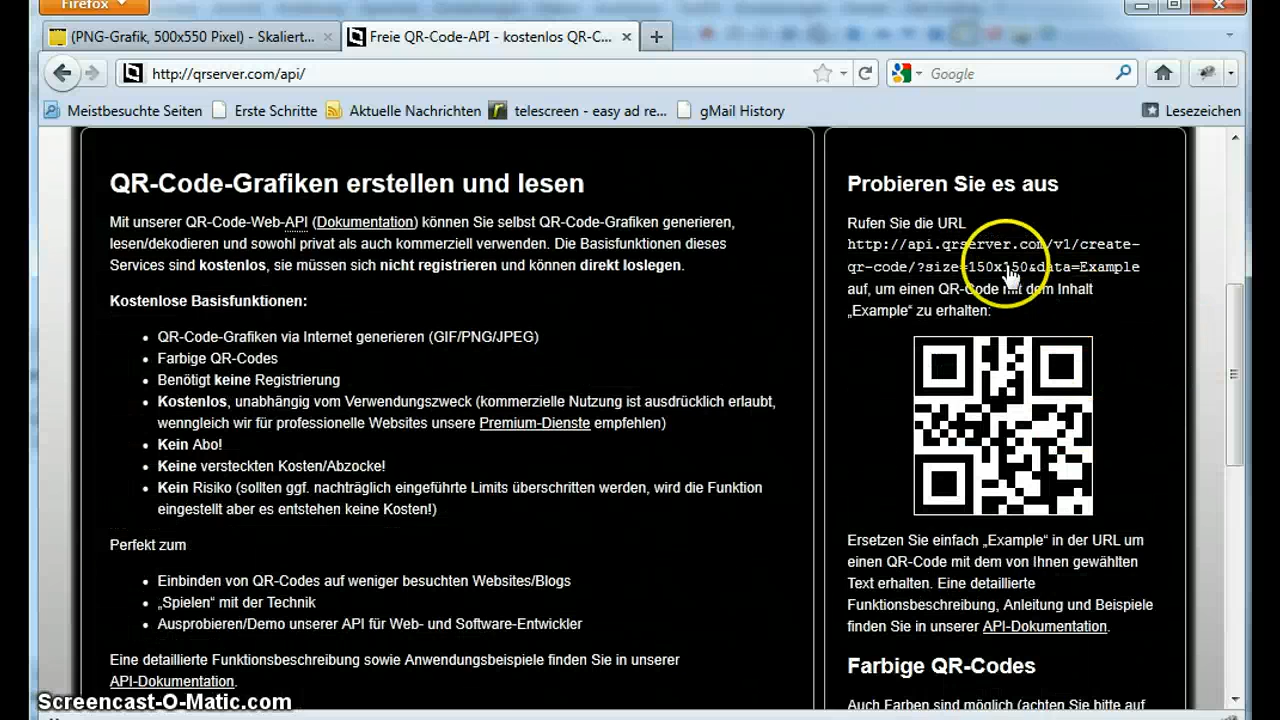 Firefox
(PNG-Grafik, 500x550 Pixel) - Skaliert...
Freie QR-Code-API - kostenlos QR-C...
http://qrserver.com/api/
Google
Meistbesuchte Seiten
Erste Schritte
Aktuelle Nachrichten
telescreen - easy ad re...
gMail History
Lesezeichen
QR-Code-Grafiken erstellen und lesen
Mit unserer QR-Code-Web-API (Dokumentation) können Sie selbst QR-Code-Grafiken generieren,
lesen/dekodieren und sowohl privat als auch kommerziell verwenden. Die Basisfunktionen dieses
Services sind kostenlos, sie müssen sich nicht registrieren und können direkt loslegen.
Kostenlose Basisfunktionen:
• QR-Code-Grafiken via Internet generieren (GIF/PNG/JPEG)
• Farbige QR-Codes
• Benötigt keine Registrierung
• Kostenlos, unabhängig vom Verwendungszweck (kommerzielle Nutzung ist ausdrücklich erlaubt,
wenngleich wir für professionelle Websites unsere Premium-Dienste empfehlen)
• Kein Abo!
• Keine versteckten Kosten/Abzocke!
• Kein Risiko (sollten ggf. nachträglich eingeführte Limits überschritten werden, wird die Funktion
eingestellt aber es entstehen keine Kosten!)
Perfekt zum
• Einbinden von QR-Codes auf weniger besuchten Websites/Blogs
• „Spielen“ mit der Technik
• Ausprobieren/Demo unserer API für Web- und Software-Entwickler
Eine detaillierte Funktionsbeschreibung sowie Anwendungsbeispiele finden Sie in unserer
API-Dokumentation.
Probieren Sie es aus
Rufen Sie die URL
http://api.qrserver.com/v1/create-
qr-code/?size=150x150&data=Example
auf, um einen QR-Code mit dem Inhalt
„Example“ zu erhalten:
Ersetzen Sie einfach „Example“ in der URL um
einen QR-Code mit dem von Ihnen gewählten
Text erhalten. Eine detaillierte
Funktionsbeschreibung, Anleitung und Beispiele
finden Sie in unserer API-Dokumentation.
Farbige QR-Codes
Auch Farben sind möglich (achten Sie bitte auf
Screencast-O-Matic.com